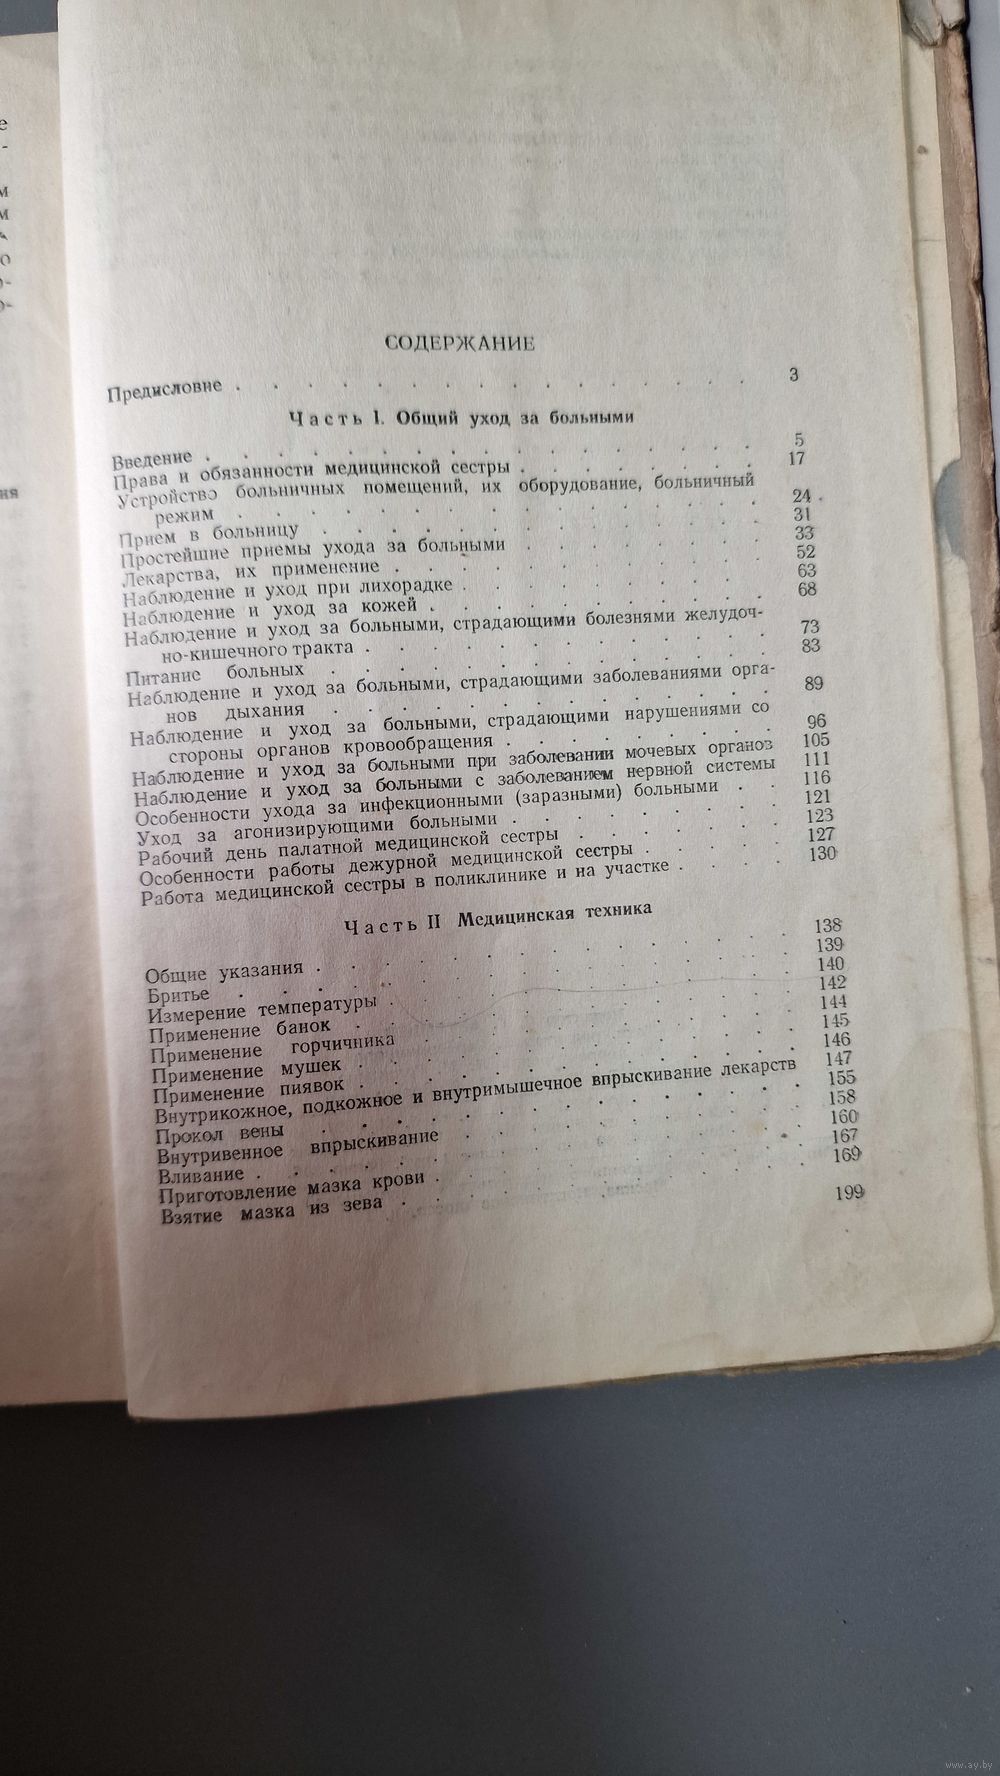 е
-
м
м
о
о-
о-
ия
СОДЕРЖАНИЕ
Предисловие . . . . . . . . . . . . . . . 3
Часть I. Общий уход за больными
Введение . . . . . . . . . . . . . . . 5
Права и обязанности медицинской сестры . . . . . . . 17
Устройство больничных помещений, их оборудование, больничный
режим . . . . . . . . . . . . . . . 24
Прием в больницу . . . . . . . . . . . . 31
Простейшие приемы ухода за больными . . . . . . . 33
Лекарства, их применение . . . . . . . . . . . 52
Наблюдение и уход при лихорадке . . . . . . . . . 63
Наблюдение и уход за кожей . . . . . . . . . . 68
Наблюдение и уход за больными, страдающими болезнями желудоч-
но-кишечного тракта . . . . . . . . . . . . 73
Питание больных . . . . . . . . . . . . . 83
Наблюдение и уход за больными, страдающими заболеваниями орга-
нов дыхания . . . . . . . . . . . . . 89
Наблюдение и уход за больными, страдающими нарушениями со
стороны органов кровообращения . . . . . . . . 96
Наблюдение и уход за больными при заболевании мочевых органов 105
Наблюдение и уход за больными с заболеванием нервной системы 111
Особенности ухода за инфекционными (заразными) больными . . 116
Уход за агонизирующими больными . . . . . . . . 121
Рабочий день палатной медицинской сестры . . . . . . 123
Особенности работы дежурной медицинской сестры . . . . . 127
Работа медицинской сестры в поликлинике и на участке . . . . 130
Часть II Медицинская техника
Общие указания . . . . . . . . . . . . . . 138
Бритье . . . . . . . . . . . . . . . . 139
Измерение температуры . . . . . . . . . . . . 140
Применение банок . . . . . . . . . . . . . 142
Применение горчичника . . . . . . . . . . . 144
Применение мушек . . . . . . . . . . . . . 145
Применение пиявок . . . . . . . . . . . . . 146
Внутрикожное, подкожное и внутримышечное впрыскивание лекарств 147
Прокол вены . . . . . . . . . . . . . . 155
Внутривенное впрыскивание . . . . . . . . . . 158
Вливание . . . . . . . . . . . . . . . 160
Приготовление мазка крови . . . . . . . . . . . 167
Взятие мазка из зева . . . . . . . . . . . . 169
199
www.ay.by